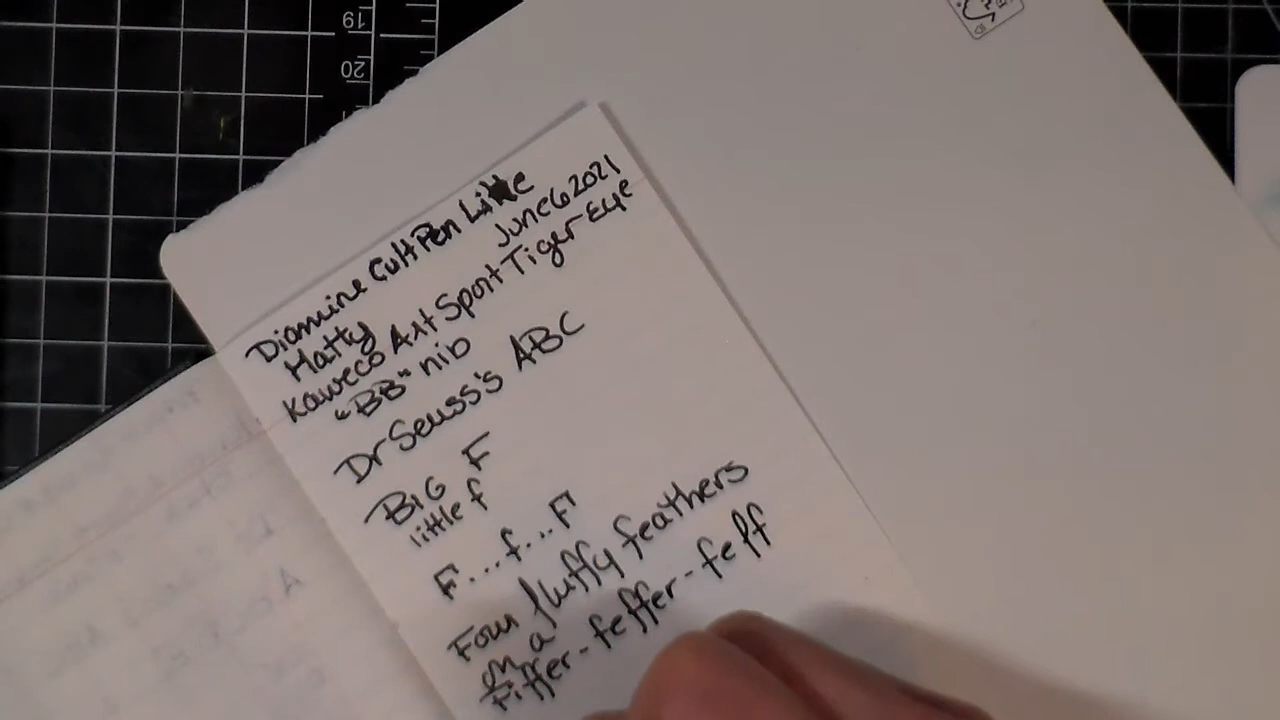 19
20
Diamine Cult Pen Little
June 6 2021
Matty
Kaweco Art Sport Tiger Eye
"BB" nib
Dr Seuss's ABC
BIG F
little f
F...f...F
Four fluffy feathers
on a
Fiffer-feffer-feff